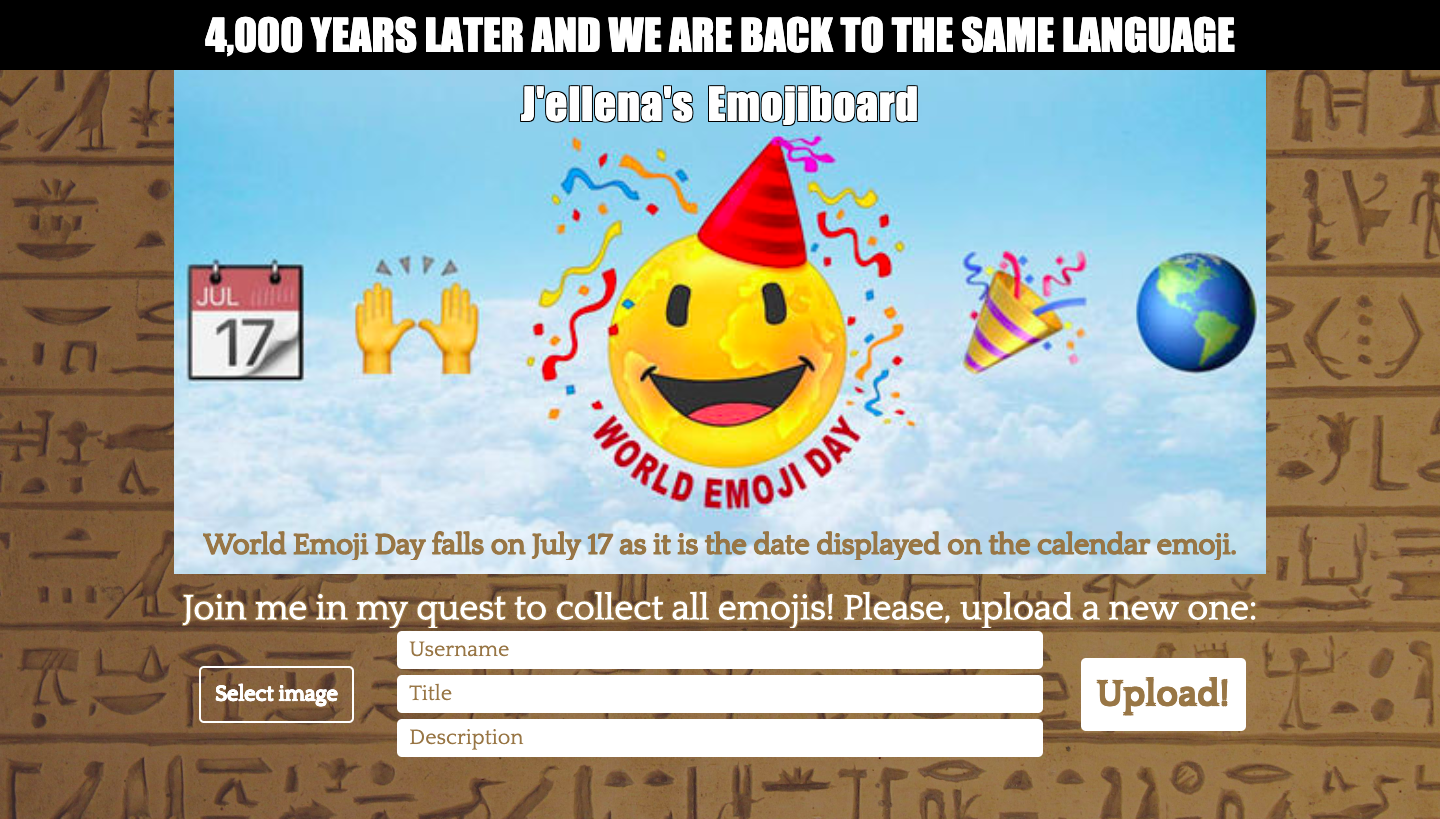 4,000 YEARS LATER AND WE ARE BACK TO THE SAME LANGUAGE
J'ellena's Emojiboard
JUL
17
WORLD EMOJI DAY
World Emoji Day falls on July 17 as it is the date displayed on the calendar emoji.
Join me in my quest to collect all emojis! Please, upload a new one:
Username
Select image
Title
Upload!
Description